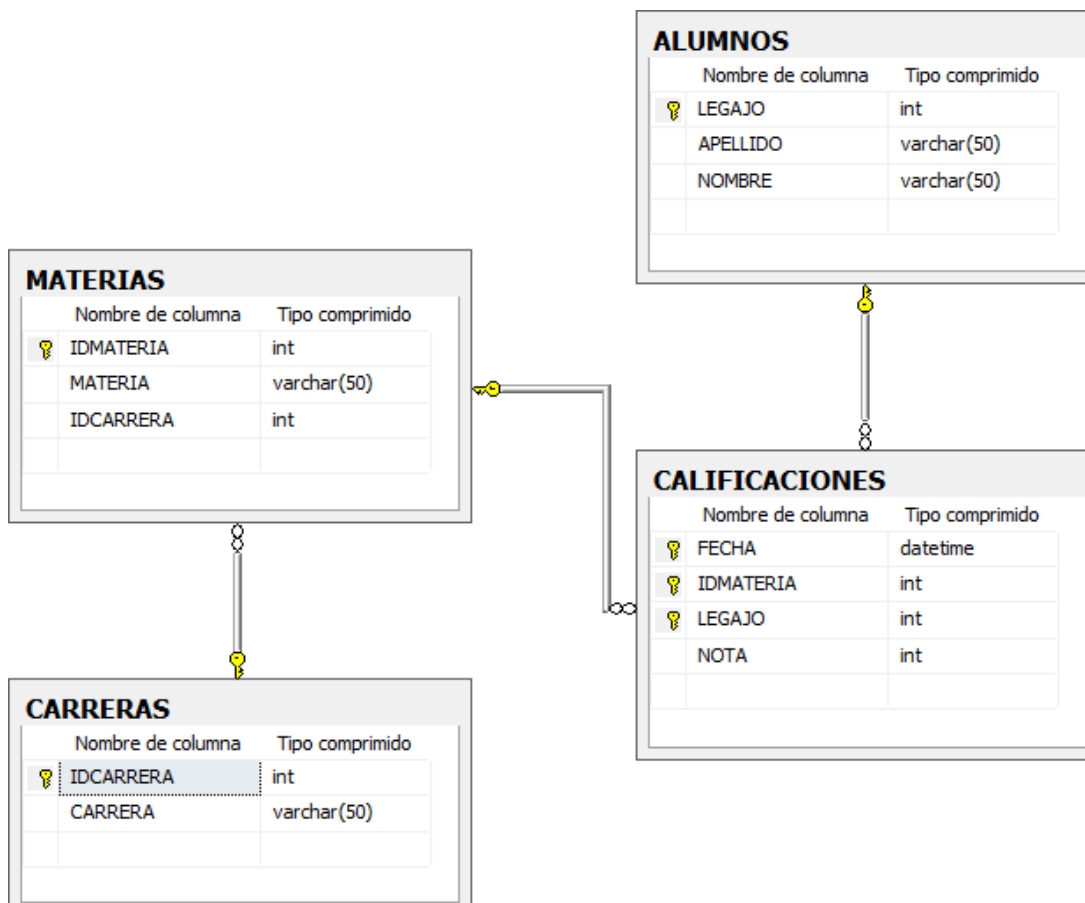 ALUMNOS
Nombre de columna Tipo comprimido
LEGAJO int
APELLIDO varchar(50)
NOMBRE varchar(50)
MATERIAS
Nombre de columna Tipo comprimido
IDMATERIA int
MATERIA varchar(50)
IDCARRERA int
CALIFICACIONES
Nombre de columna Tipo comprimido
FECHA datetime
IDMATERIA int
LEGAJO int
NOTA int
CARRERAS
Nombre de columna Tipo comprimido
IDCARRERA int
CARRERA varchar(50)